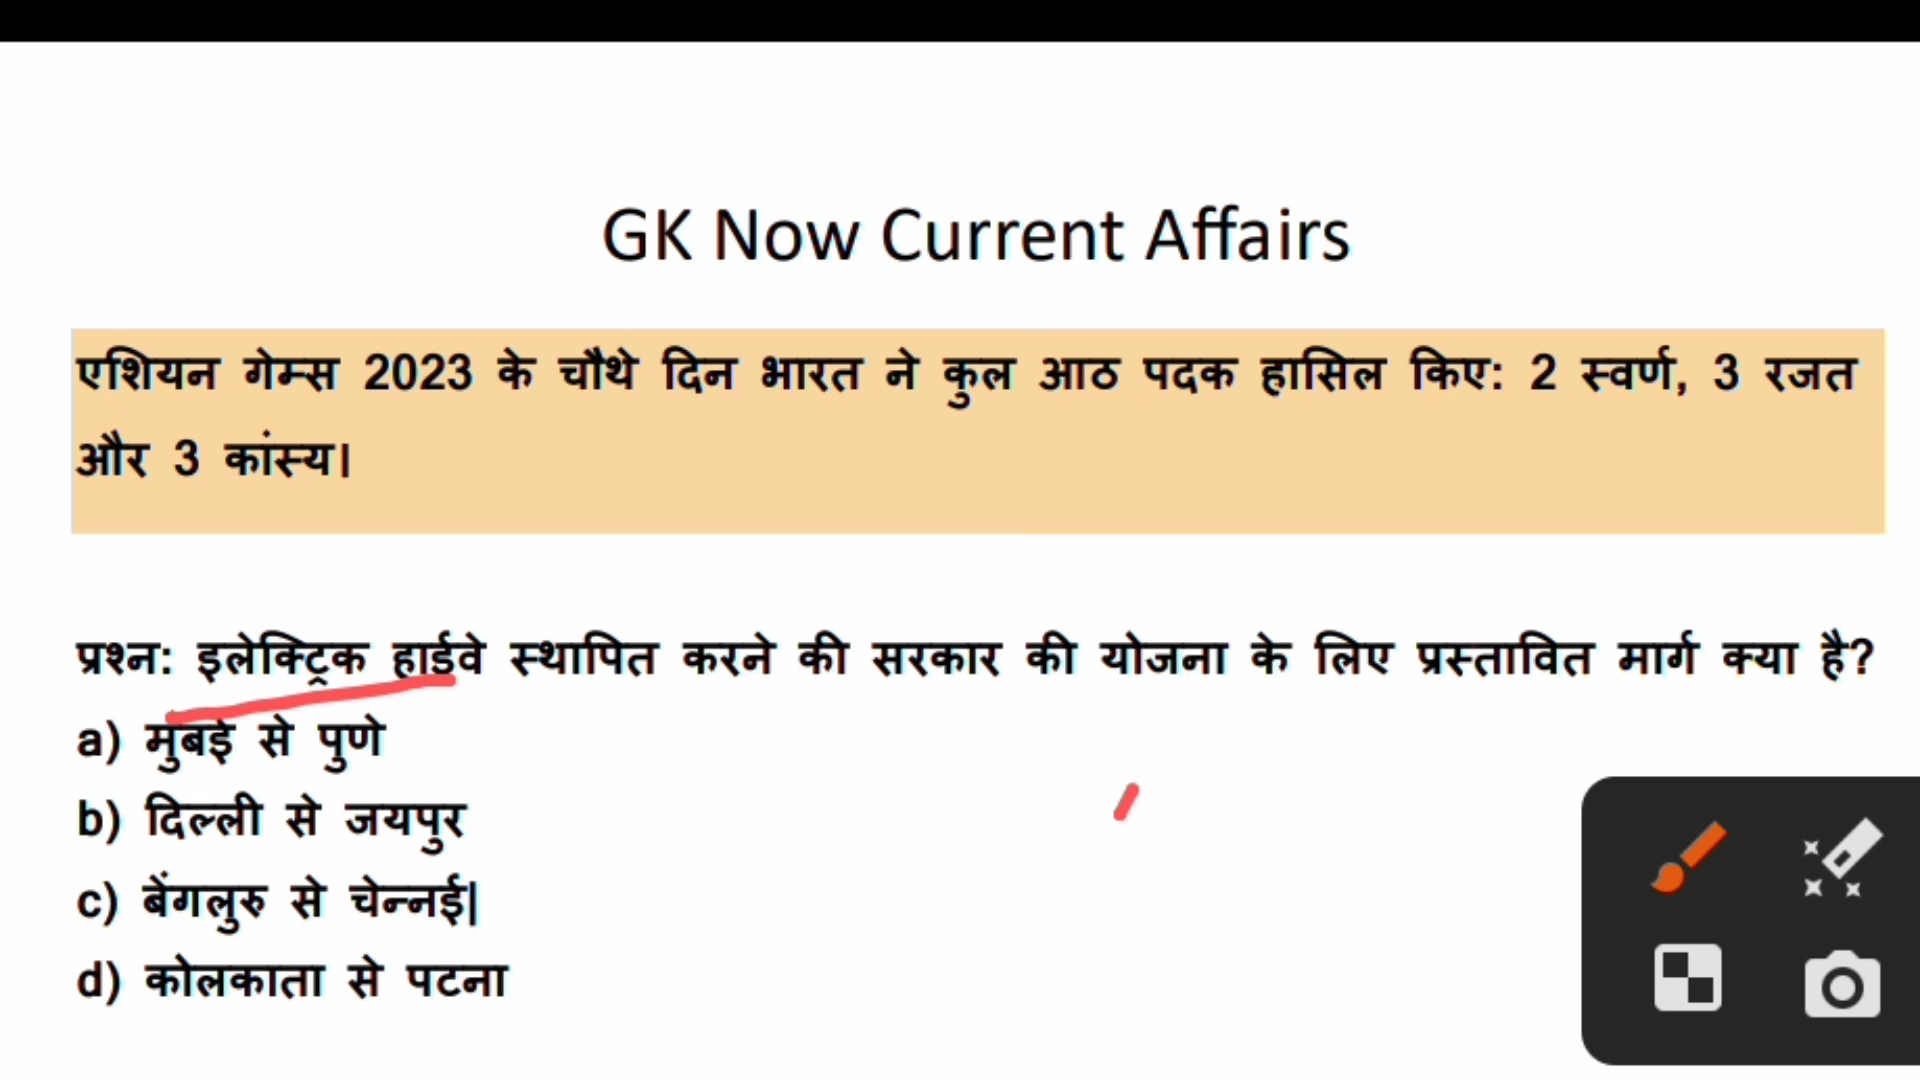 GK Now Current Affairs
एशियन गेम्स 2023 के चौथे दिन भारत ने कुल आठ पदक हासिल किए: 2 स्वर्ण, 3 रजत
और 3 कांस्य।
प्रश्न: इलेक्ट्रिक हाईवे स्थापित करने की सरकार की योजना के लिए प्रस्तावित मार्ग क्या है?
a) मुंबई से पुणे
b) दिल्ली से जयपुर
c) बेंगलुरु से चेन्नई|
d) कोलकाता से पटना